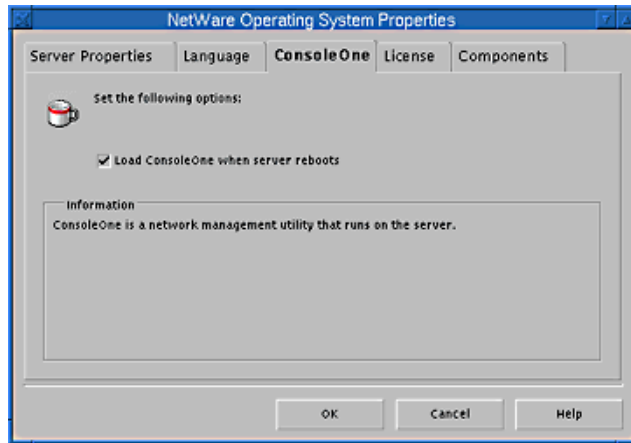 NetWare Operating System Properties
Server Properties Language ConsoleOne License Components
Set the following options:
Load ConsoleOne when server reboots
Information
ConsoleOne is a network management utility that runs on the server.
OK Cancel Help